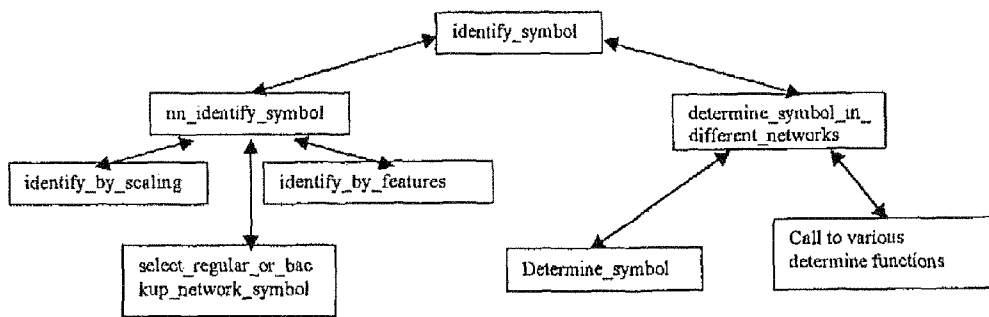 identify_symbol
nn_identify_symbol
determine_symbol_in_
different_networks
identify_by_scaling
identify_by_features
select_regular_or_bac
kup_network_symbol
Determine_symbol
Call to various
determine functions